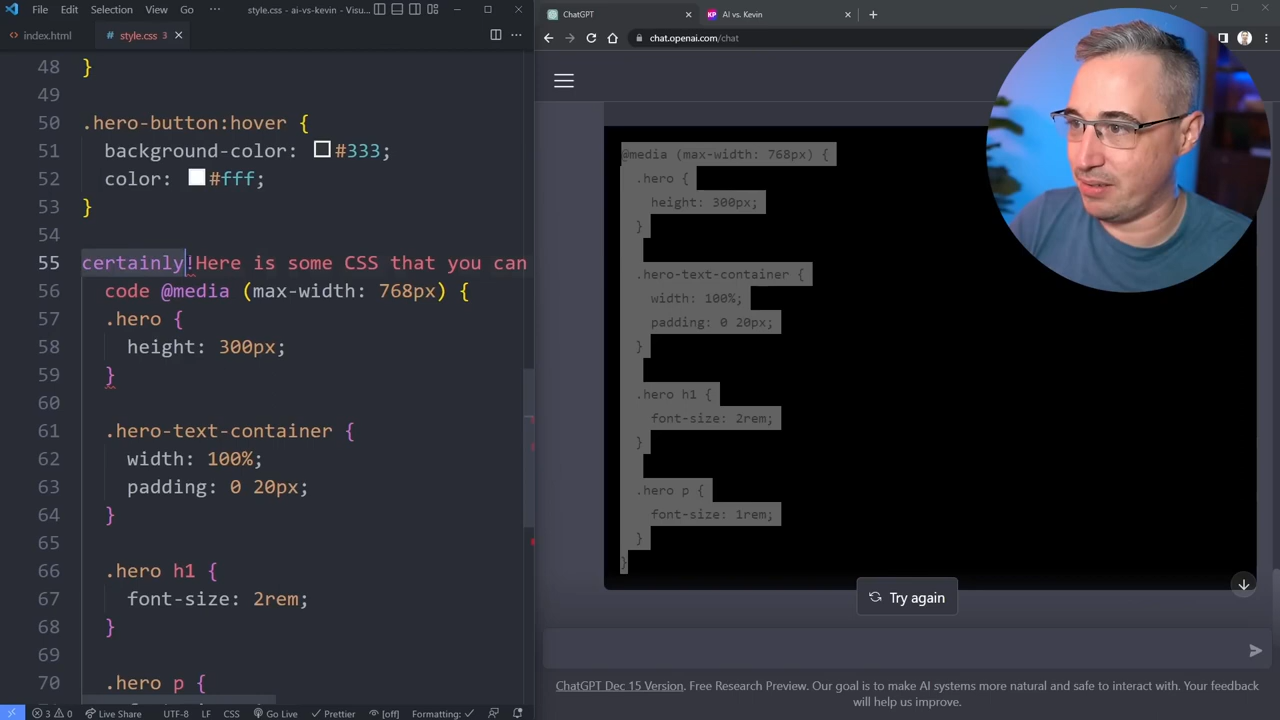 File Edit Selection View Go ... style.css - ai-vs-kevin - Visu...
index.html style.css 3
48 }
49
50 .hero-button:hover {
51 background-color: #333;
52 color: #fff;
53 }
54
55 certainly!Here is some CSS that you can
56 code @media (max-width: 768px) {
57 .hero {
58 height: 300px;
59 }
60
61 .hero-text-container {
62 width: 100%;
63 padding: 0 20px;
64 }
65
66 .hero h1 {
67 font-size: 2rem;
68 }
69
70 .hero p {
3 0 Live Share UTF-8 LF CSS Go Live Prettier [off] Formatting:
ChatGPT
KP AI vs. Kevin
chat.openai.com/chat
@media (max-width: 768px) {
.hero {
height: 300px;
}
.hero-text-container {
width: 100%;
padding: 0 20px;
}
.hero h1 {
font-size: 2rem;
}
.hero p {
font-size: 1rem;
}
}
Try again
ChatGPT Dec 15 Version. Free Research Preview. Our goal is to make AI systems more natural and safe to interact with. Your feedback
will help us improve.